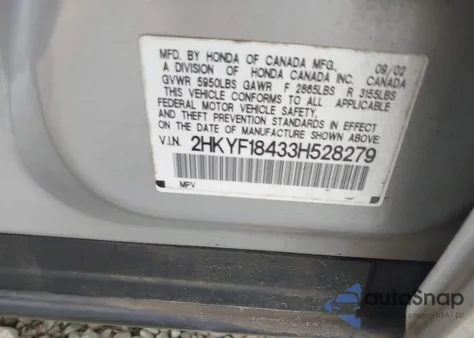 MFD. BY HONDA OF CANADA MFG. 09/02
A DIVISION OF HONDA CANADA INC. CANADA
GVWR 5950LBS GAWR F 2865LBS R 3155LBS
THIS VEHICLE CONFORMS TO ALL APPLICABLE
FEDERAL MOTOR VEHICLE SAFETY,
AND THEFT PREVENTION STANDARDS IN EFFECT
ON THE DATE OF MANUFACTURE SHOWN ABOVE
V.I.N. 2HKYF18433H528279
MPV
autoSnap